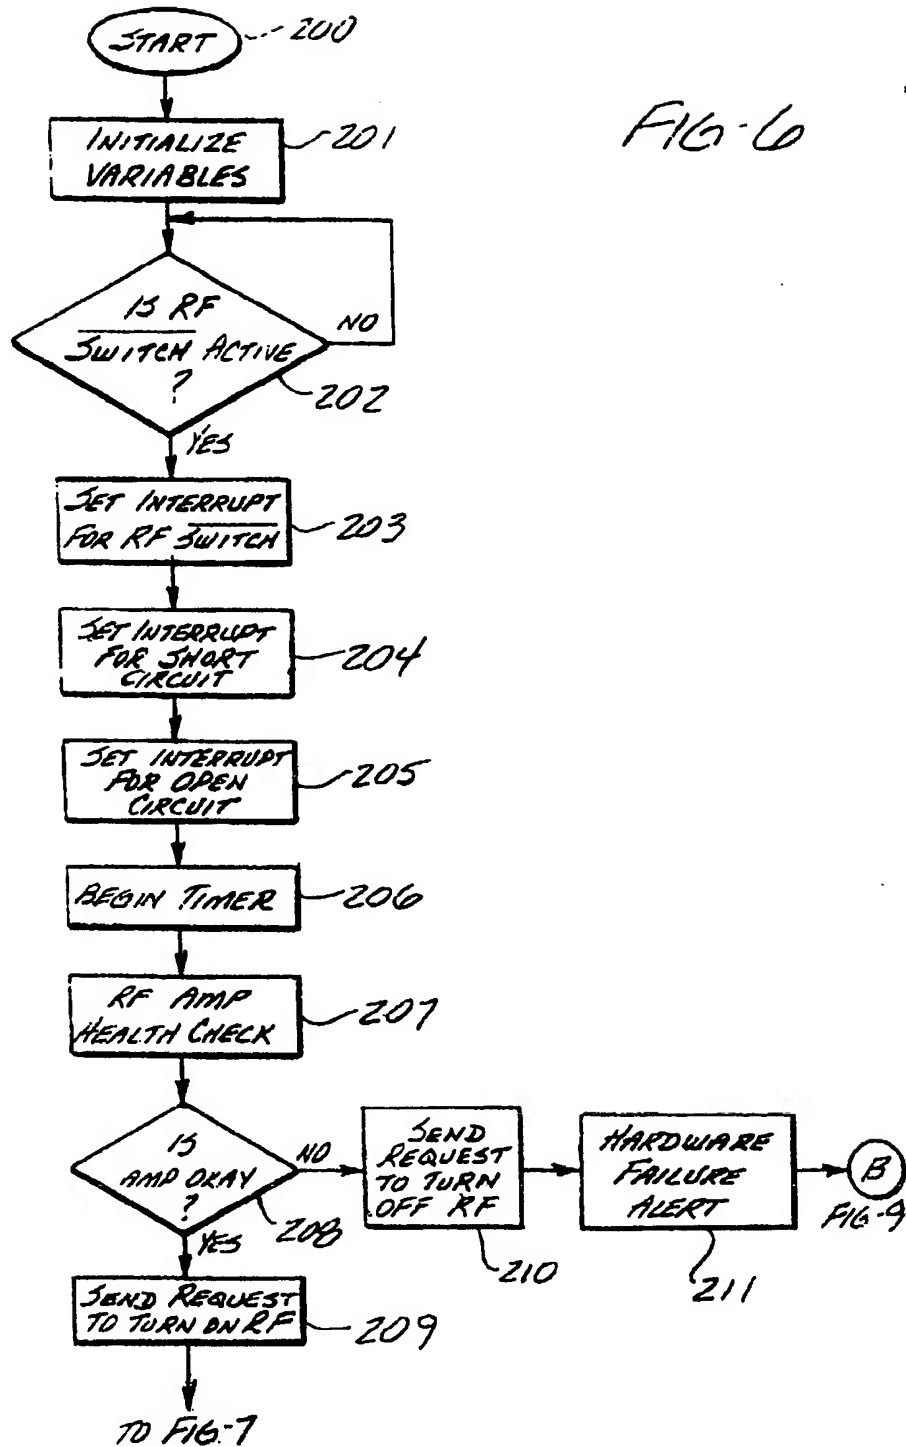 START
200
FIG-6
INITIALIZE
VARIABLES
201
IS RF
SWITCH ACTIVE
?
NO
202
YES
SET INTERRUPT
FOR RF SWITCH
203
SET INTERRUPT
FOR SHORT
CIRCUIT
204
SET INTERRUPT
FOR OPEN
CIRCUIT
205
BEGIN TIMER
206
RF AMP
HEALTH CHECK
207
IS
AMP OKAY
?
NO
208
YES
SEND
REQUEST
TO TURN
OFF RF
210
HARDWARE
FAILURE
ALERT
211
B
FIG-9
SEND REQUEST
TO TURN ON RF
209
TO FIG-7